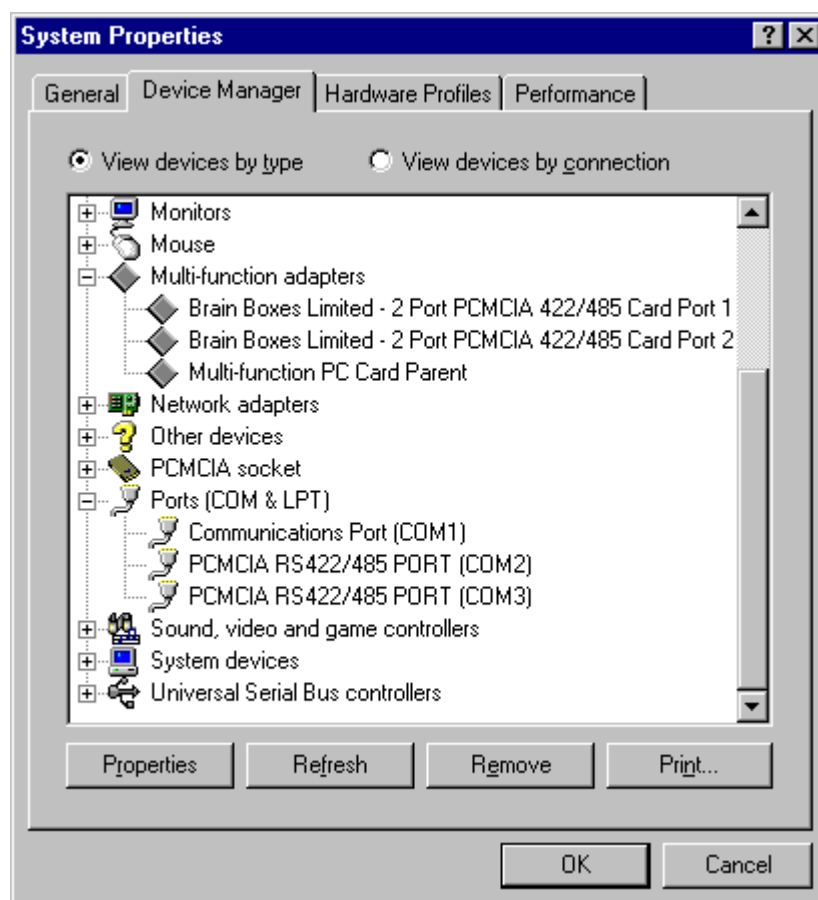 System Properties
General Device Manager Hardware Profiles Performance
View devices by type View devices by connection
Monitors
Mouse
Multi-function adapters
Brain Boxes Limited - 2 Port PCMCIA 422/485 Card Port 1
Brain Boxes Limited - 2 Port PCMCIA 422/485 Card Port 2
Multi-function PC Card Parent
Network adapters
Other devices
PCMCIA socket
Ports (COM & LPT)
Communications Port (COM1)
PCMCIA RS422/485 PORT (COM2)
PCMCIA RS422/485 PORT (COM3)
Sound, video and game controllers
System devices
Universal Serial Bus controllers
Properties Refresh Remove Print...
OK Cancel